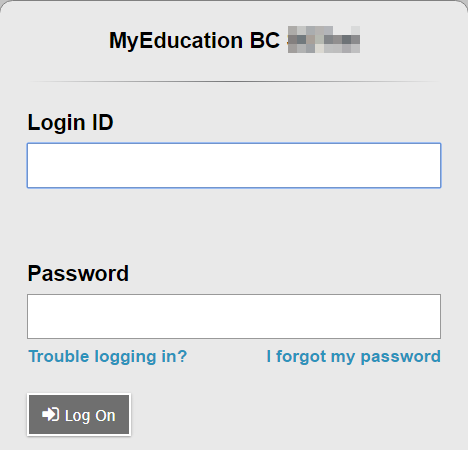 MyEducation BC
Login ID
Password
Trouble logging in? I forgot my password
Log On